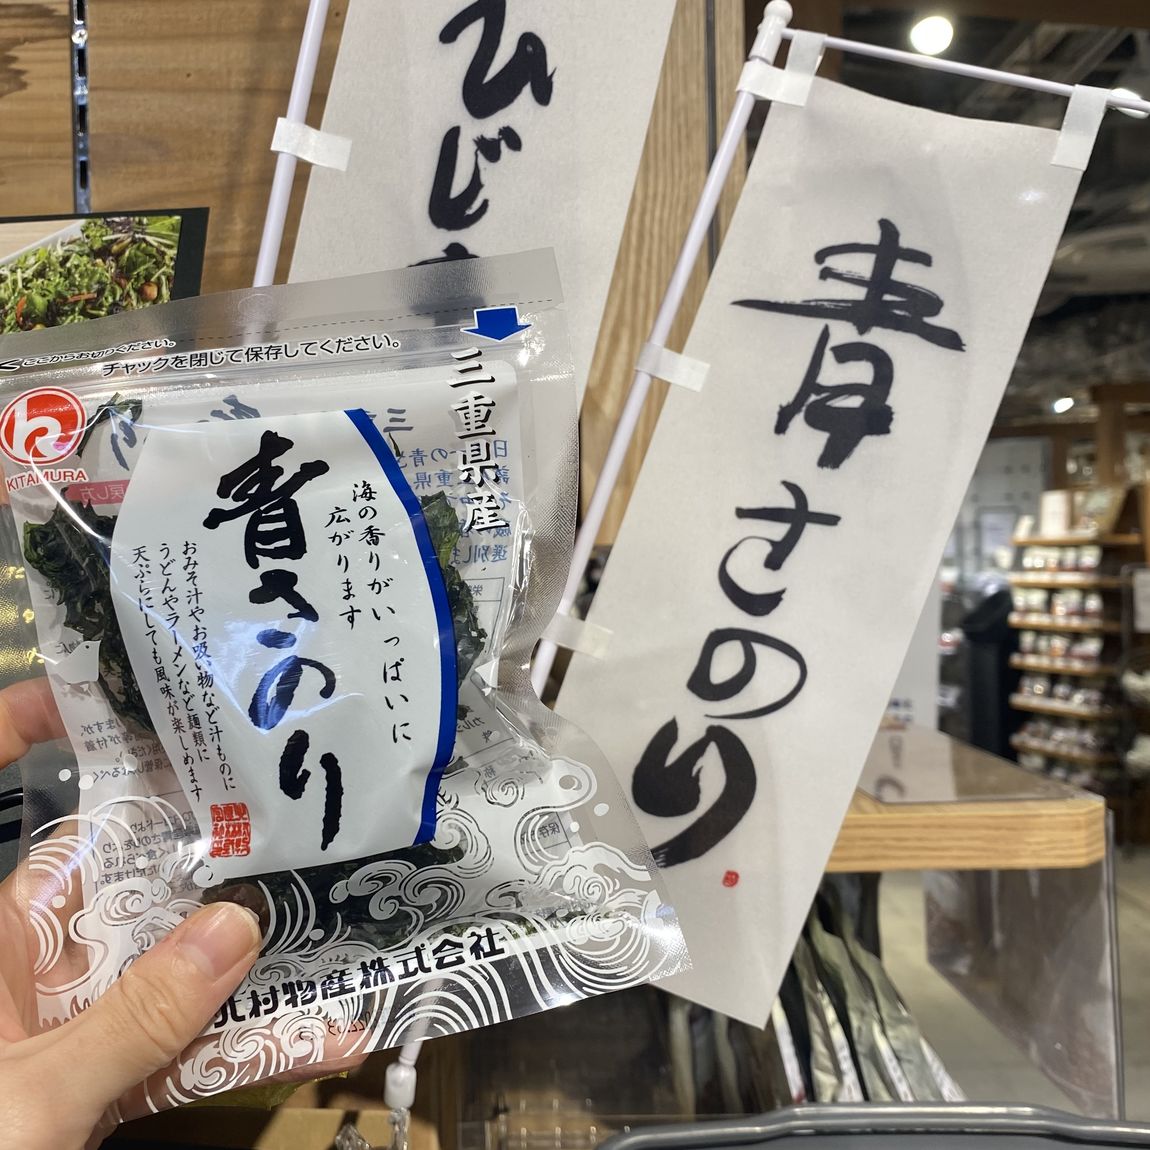 ひじ
青さのり
ここからお切りください。
チャックを閉じて保存してください。
三重県産
KITAMURA
青さのり
海の香りがいっぱいに
広がります
おみそ汁やお吸い物など汁ものに
うどんやラーメンなど麺類に
天ぷらにしても風味が楽しめます
北村物産株式会社